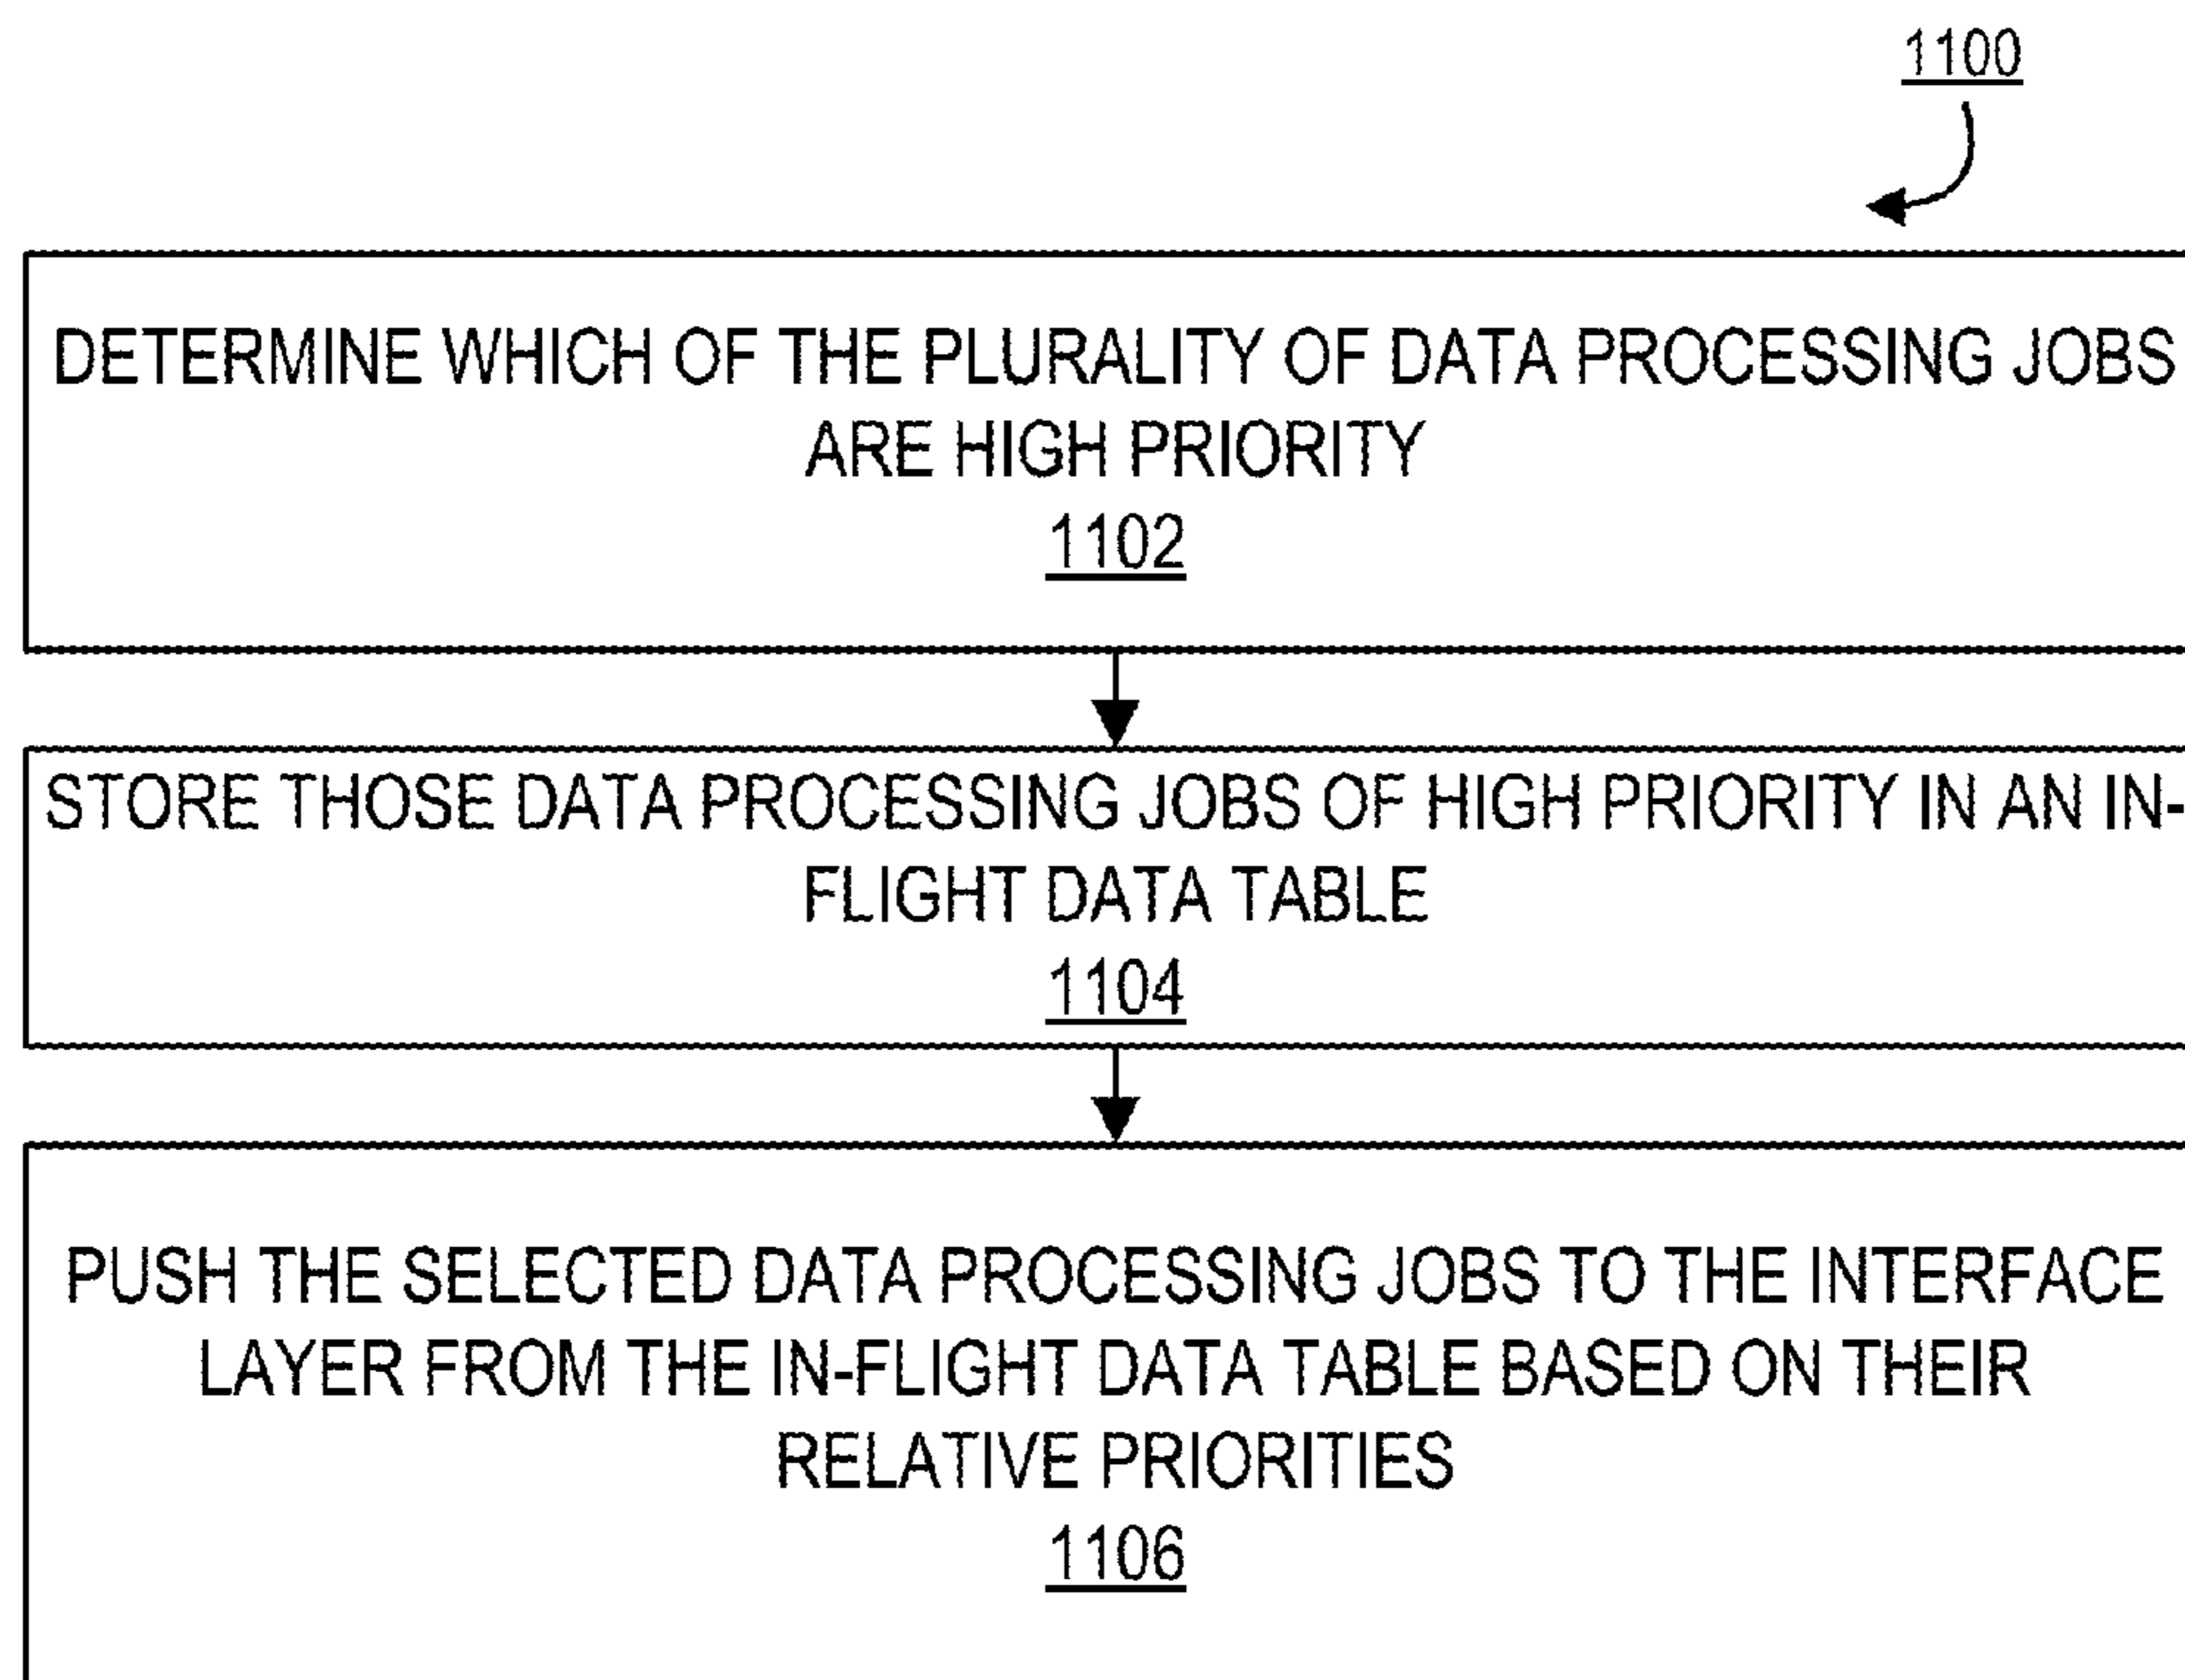 1100
DETERMINE WHICH OF THE PLURALITY OF DATA PROCESSING JOBS
ARE HIGH PRIORITY
1102
STORE THOSE DATA PROCESSING JOBS OF HIGH PRIORITY IN AN IN-
FLIGHT DATA TABLE
1104
PUSH THE SELECTED DATA PROCESSING JOBS TO THE INTERFACE
LAYER FROM THE IN-FLIGHT DATA TABLE BASED ON THEIR
RELATIVE PRIORITIES
1106